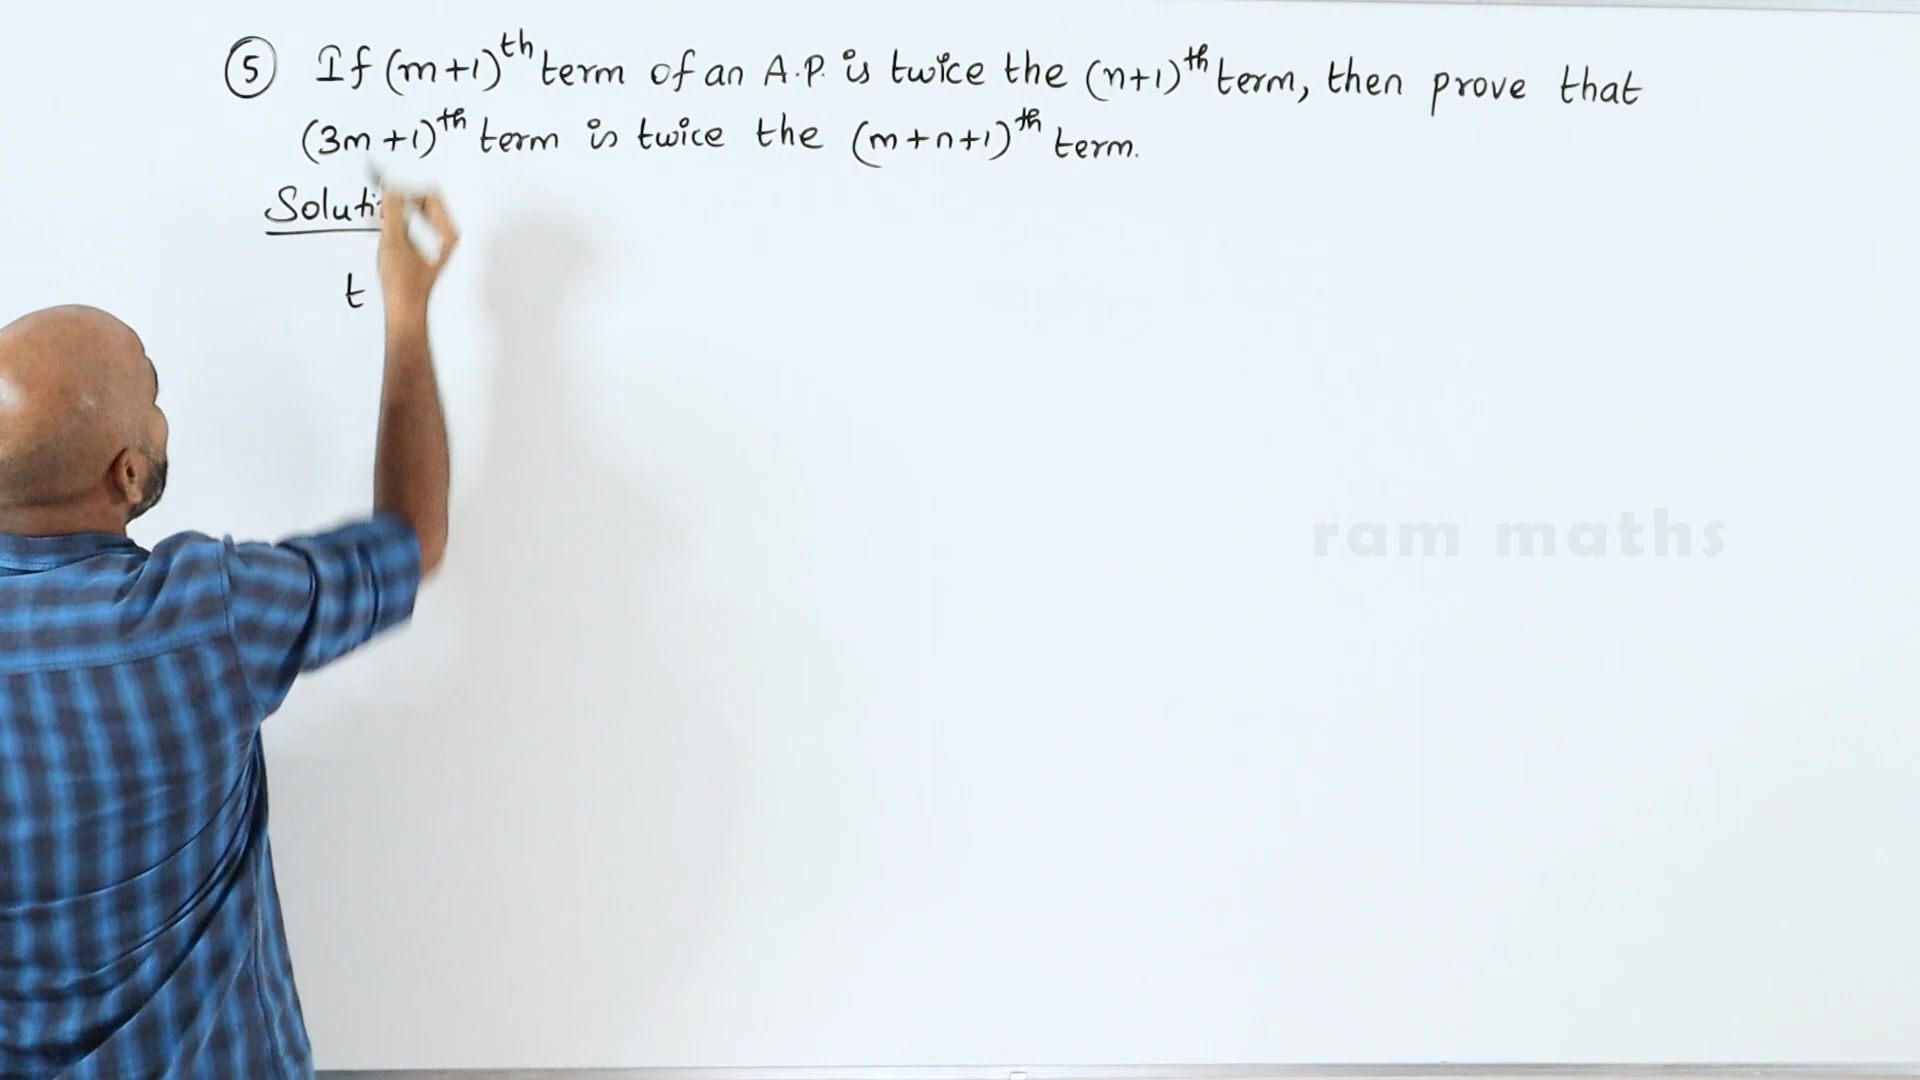 5 If (m+1)th term of an A.P. is twice the (n+1)th term, then prove that
(3m+1)th term is twice the (m+n+1)th term.
t
ram maths